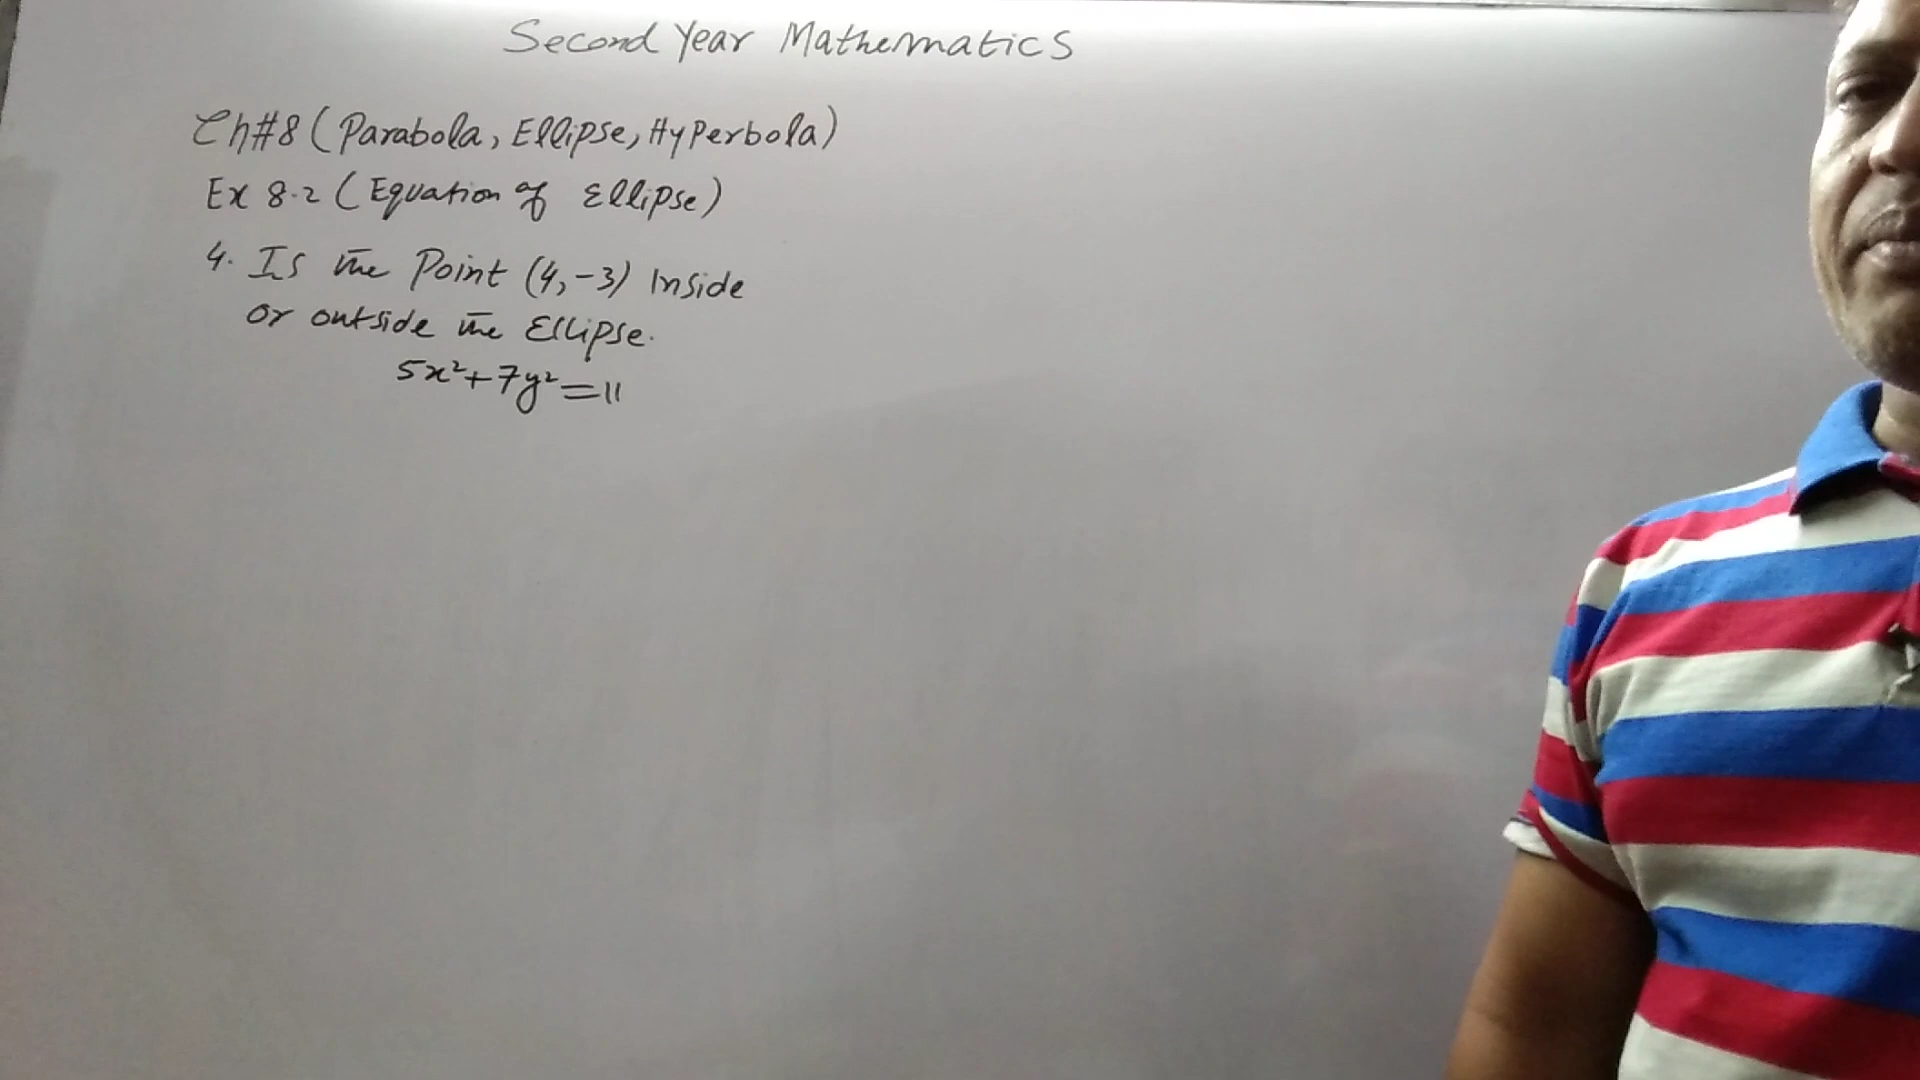 Second Year Mathematics
Ch#8 (Parabola, Ellipse, Hyperbola)
Ex 8.2 (Equation of Ellipse)
4. Is the Point (4,-3) Inside
or outside the Ellipse.
5x²+7y²=11